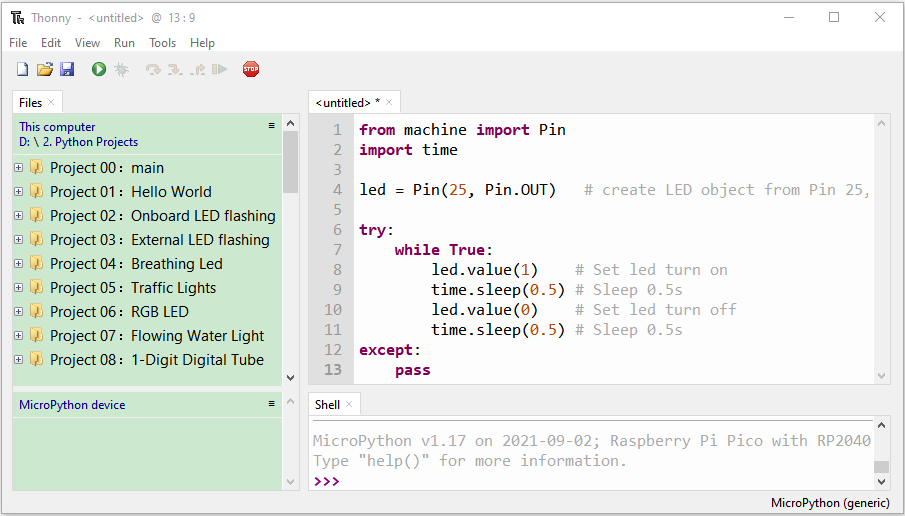 Thonny - <untitled> @ 13:9
File Edit View Run Tools Help
STOP
Files
This computer
D: \ 2. Python Projects
Project 00：main
Project 01：Hello World
Project 02：Onboard LED flashing
Project 03：External LED flashing
Project 04：Breathing Led
Project 05：Traffic Lights
Project 06：RGB LED
Project 07：Flowing Water Light
Project 08：1-Digit Digital Tube
MicroPython device
<untitled> *
1 from machine import Pin
2 import time
3
4 led = Pin(25, Pin.OUT)   # create LED object from Pin 25,
5
6 try:
7     while True:
8         led.value(1)    # Set led turn on
9         time.sleep(0.5) # Sleep 0.5s
10         led.value(0)    # Set led turn off
11         time.sleep(0.5) # Sleep 0.5s
12 except:
13     pass
Shell
MicroPython v1.17 on 2021-09-02; Raspberry Pi Pico with RP2040
Type "help()" for more information.
>>>
MicroPython (generic)